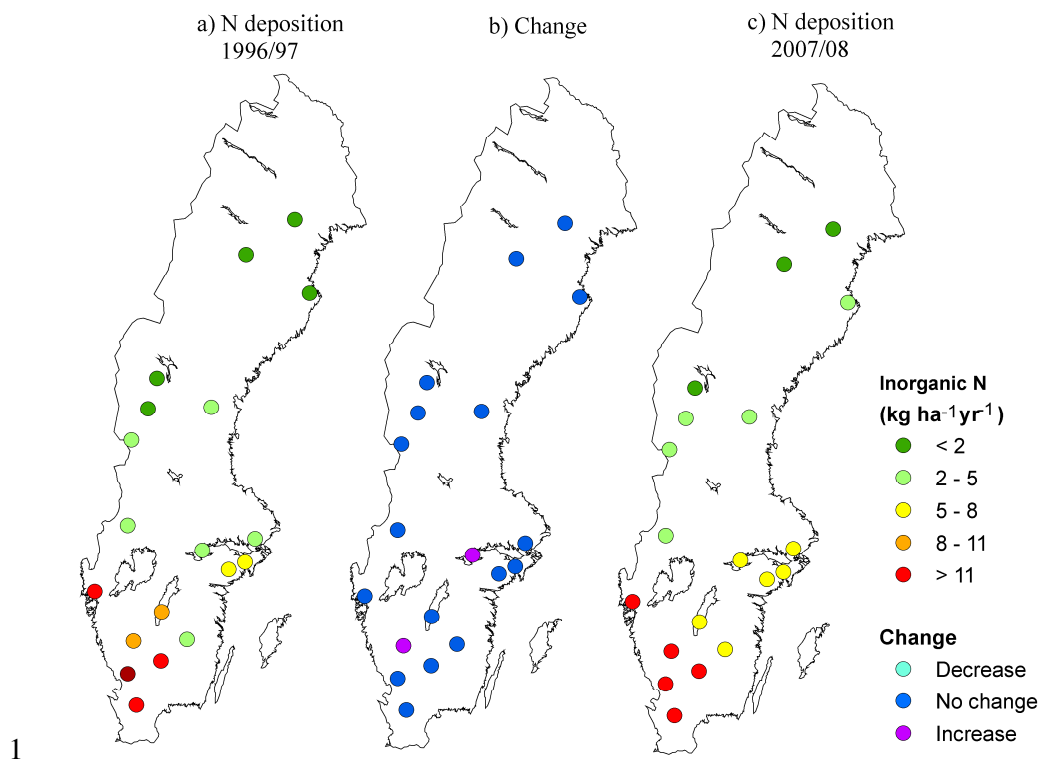 a) N deposition
1996/97
b) Change
c) N deposition
2007/08
Inorganic N
(kg ha-1yr-1)
< 2
2 - 5
5 - 8
8 - 11
> 11
Change
Decrease
No change
Increase
1